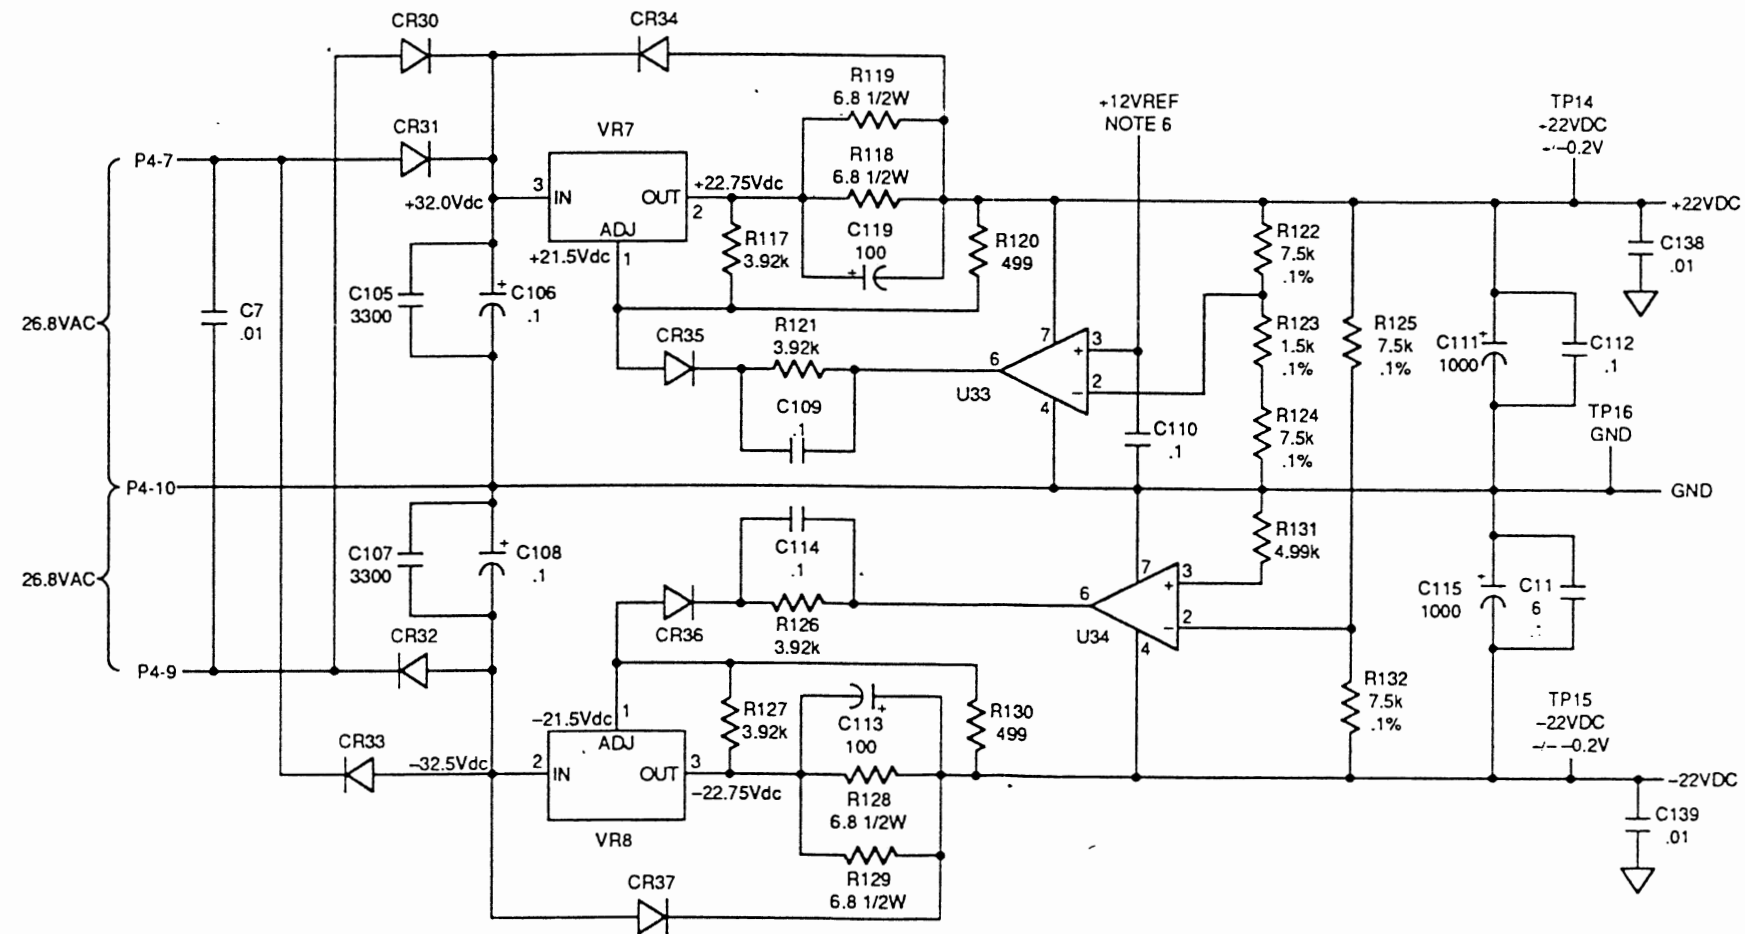 CR30
CR34
R119
6.8 1/2W
+12VREF
NOTE 6
TP14
+22VDC
+/−0.2V
CR31
VR7
P4-7
R118
6.8 1/2W
3
IN
OUT
2
+22.75Vdc
+32.0Vdc
ADJ
1
+21.5Vdc
R117
3.92k
C119
100
+
R120
499
R122
7.5k
.1%
+22VDC
C138
.01
C105
3300
+
C106
.1
26.8VAC
C7
.01
CR35
R121
3.92k
C109
.1
6
7
3
+
2
−
4
U33
R123
1.5k
.1%
R125
7.5k
.1%
C111
1000
+
C112
.1
R124
7.5k
.1%
C110
.1
TP16
GND
P4-10
GND
C107
3300
+
C108
.1
26.8VAC
C114
.1
R126
3.92k
CR36
R131
4.99k
6
7
3
+
2
−
4
U34
C115
1000
+
C11
6
CR32
P4-9
R132
7.5k
.1%
TP15
−22VDC
−0.2V
−21.5Vdc
1
ADJ
R127
3.92k
C113
100
+
R130
499
CR33
−32.5Vdc
2
IN
OUT
3
−22.75Vdc
VR8
R128
6.8 1/2W
−22VDC
C139
.01
R129
6.8 1/2W
CR37